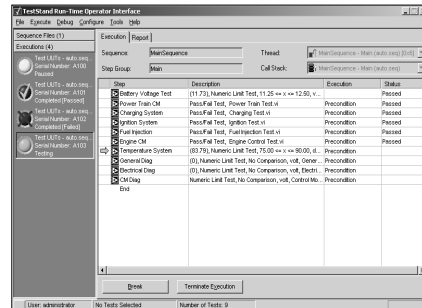 TestStand Run-Time Operator Interface
File Execute Debug Configure Tools Help
Sequence Files (1)
Executions (4)
Test UUTs - auto.seq...
Serial Number: A100
Paused
Test UUTs - auto.seq...
Serial Number: A101
Completed [Passed]
Test UUTs - auto.seq...
Serial Number: A102
Completed [Failed]
Test UUTs - auto.seq...
Serial Number: A103
Testing
Execution Report
Sequence: MainSequence Thread: MainSequence - Main (auto.seq)
Step Group: Main Call Stack: MainSequence - Main (auto.seq)
Step Description Execution Status
Battery Voltage Test (11.73), Numeric Limit Test, 11.25 <= x <= 12.50, v... Passed
Power Train CM Pass/Fail Test, Power Train Test.vi Precondition Passed
Charging System Pass/Fail Test, Charging Test.vi Precondition Passed
Ignition System Pass/Fail Test, Ignition Test.vi Precondition Passed
Fuel Injection Pass/Fail Test, Fuel Injection Test.vi Precondition Passed
Engine CM Pass/Fail Test, Engine Control Test.vi Precondition Passed
Temperature System (83.79), Numeric Limit Test, 75.00 <= x <= 90.00, d... Precondition
General Diag (0), Numeric Limit Test, No Comparison, volt, Gener... Precondition
Electrical Diag (0), Numeric Limit Test, No Comparison, volt, Electri... Precondition
CM Diag Numeric Limit Test, No Comparison, volt, Control Mo... Precondition
End
Break Terminate Execution
User: administrator No Tests Selected Number of Tests: 9